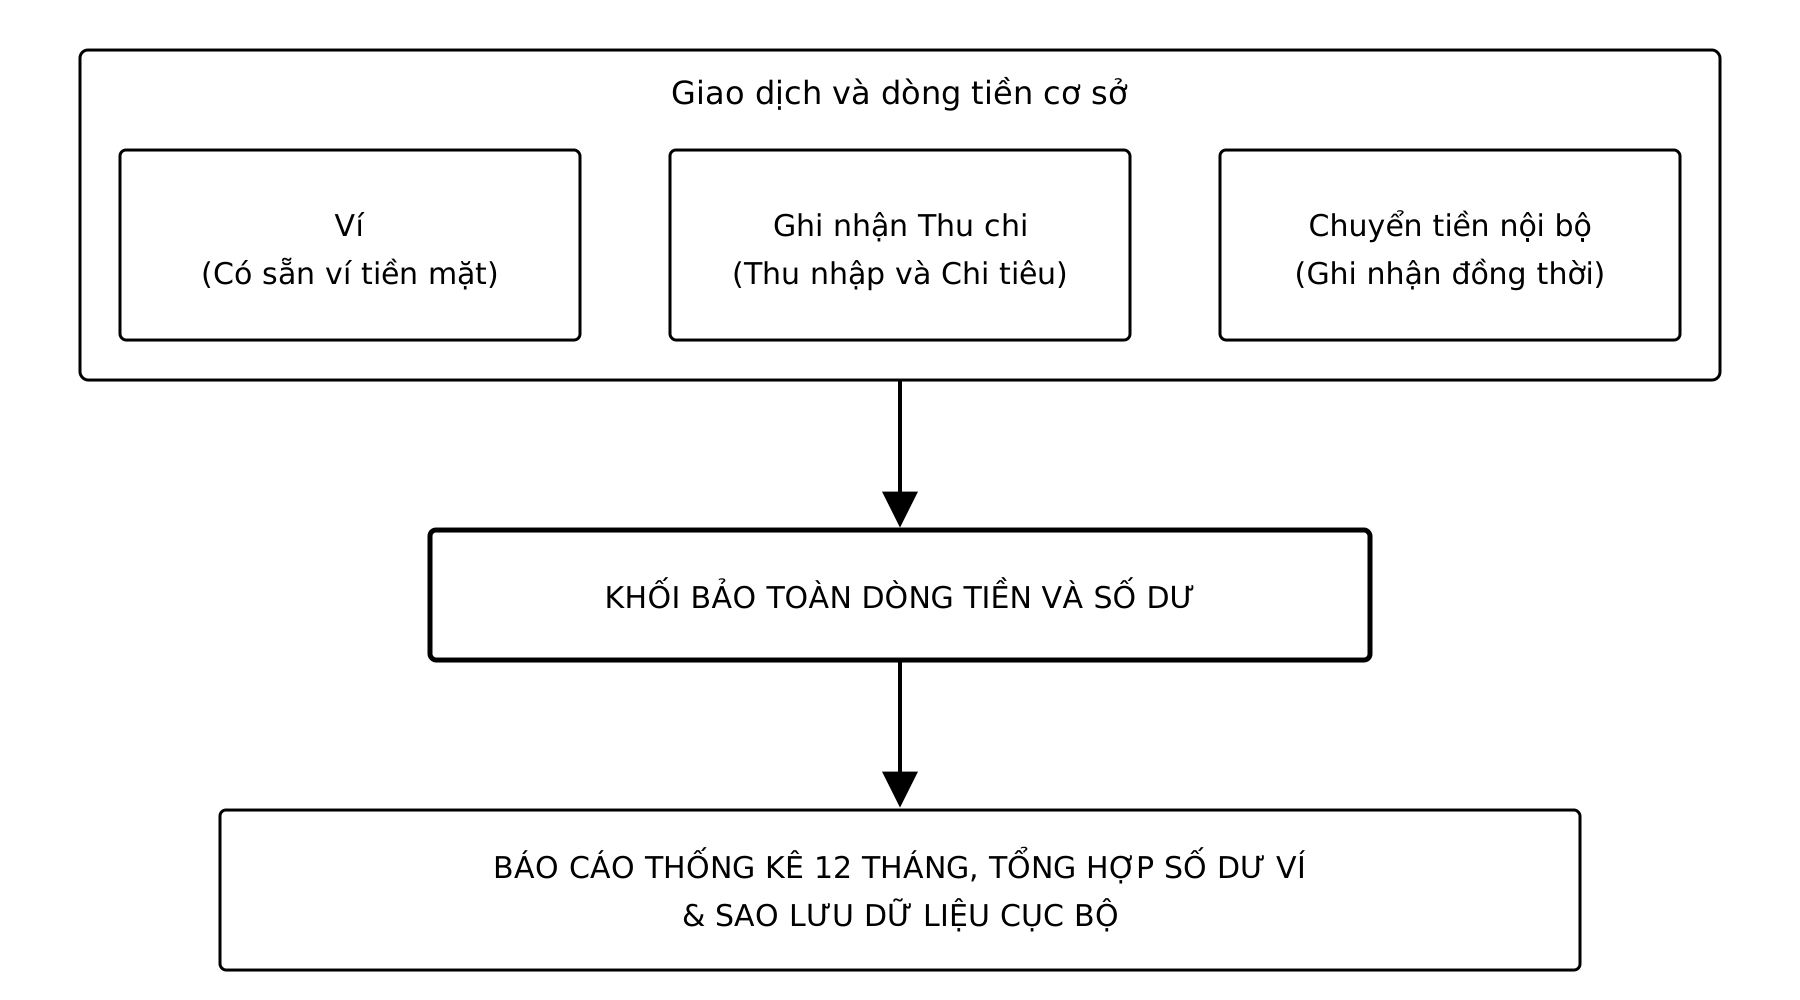 Giao dịch và dòng tiền cơ sở
Ví
(Có sẵn ví tiền mặt)
Ghi nhận Thu chi
(Thu nhập và Chi tiêu)
Chuyển tiền nội bộ
(Ghi nhận đồng thời)
KHỐI BẢO TOÀN DÒNG TIỀN VÀ SỐ DƯ
BÁO CÁO THỐNG KÊ 12 THÁNG, TỔNG HỢP SỐ DƯ VÍ
& SAO LƯU DỮ LIỆU CỤC BỘ